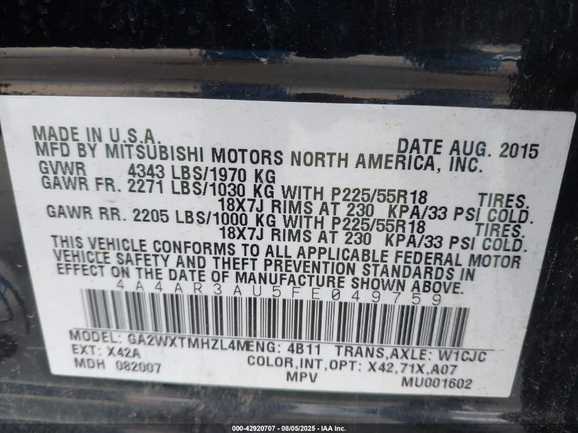 MADE IN U.S.A. DATE AUG. 2015
MFD BY MITSUBISHI MOTORS NORTH AMERICA, INC.
GVWR 4343 LBS/1970 KG
GAWR FR. 2271 LBS/1030 KG WITH P225/55R18 TIRES.
18X7J RIMS AT 230 KPA/33 PSI COLD.
GAWR RR. 2205 LBS/1000 KG WITH P225/55R18 TIRES.
18X7J RIMS AT 230 KPA/33 PSI COLD.
THIS VEHICLE CONFORMS TO ALL APPLICABLE FEDERAL MOTOR
VEHICLE SAFETY AND THEFT PREVENTION STANDARDS IN
EFFECT ON THE DATE OF MANUFACTURE SHOWN ABOVE.
4A4AR3AU5FE049759
MODEL: GA2WXTMHZL4M ENG: 4B11 TRANS,AXLE: W1CJC
EXT: X42A COLOR,INT,OPT: X42,71X,A07
MDH 082007 MPV MU001602
000-42920707 - 08/05/2025 - IAA Inc.